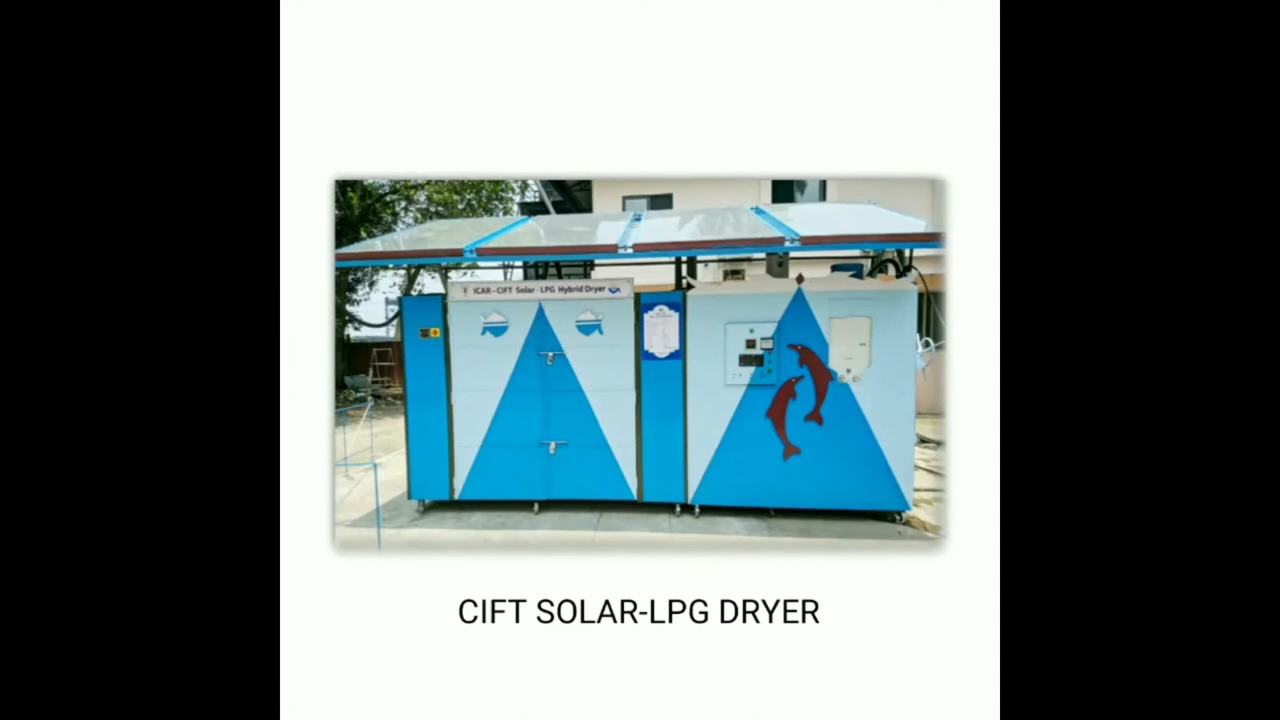 ICAR - CIFT Solar - LPG Hybrid Dryer
CIFT SOLAR-LPG DRYER